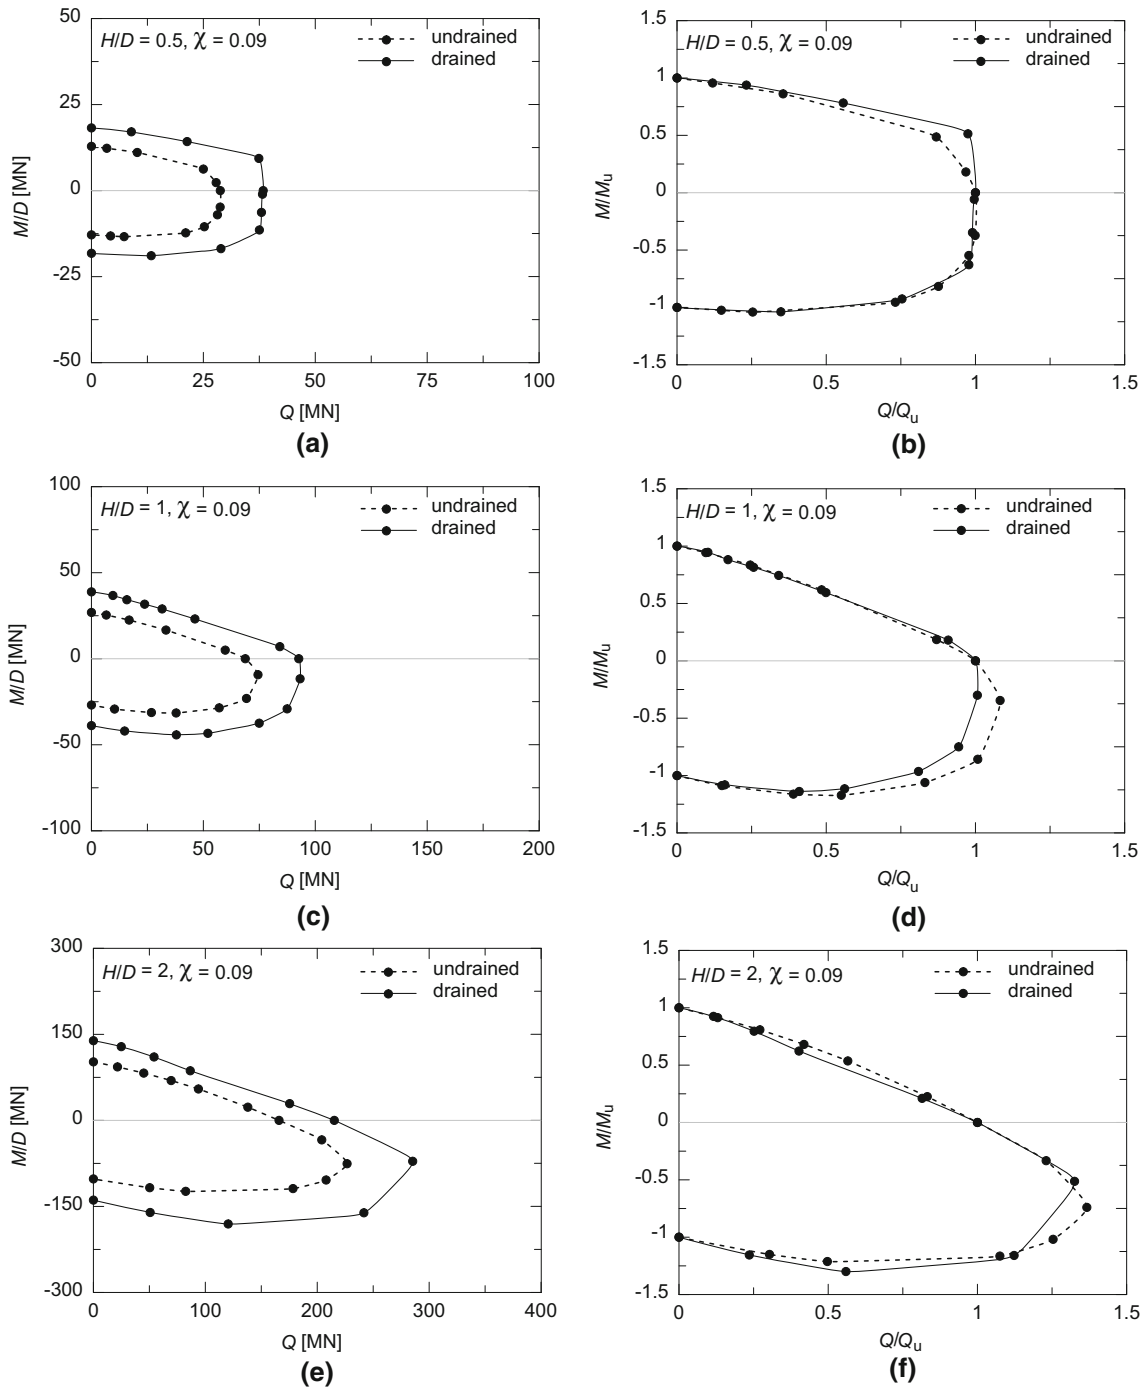 50
25
0
-25
-50
M/D [MN]
H/D = 0.5, χ = 0.09
undrained
drained
0 25 50 75 100
Q [MN]
(a)
1.5
1
0.5
0
-0.5
-1
-1.5
M/Mu
H/D = 0.5, χ = 0.09
undrained
drained
0 0.5 1 1.5
Q/Qu
(b)
100
50
0
-50
-100
M/D [MN]
H/D = 1, χ = 0.09
undrained
drained
0 50 100 150 200
Q [MN]
(c)
1.5
1
0.5
0
-0.5
-1
-1.5
M/Mu
H/D = 1, χ = 0.09
undrained
drained
0 0.5 1 1.5
Q/Qu
(d)
300
150
0
-150
-300
M/D [MN]
H/D = 2, χ = 0.09
undrained
drained
0 100 200 300 400
Q [MN]
(e)
1.5
1
0.5
0
-0.5
-1
-1.5
M/Mu
H/D = 2, χ = 0.09
undrained
drained
0 0.5 1 1.5
Q/Qu
(f)